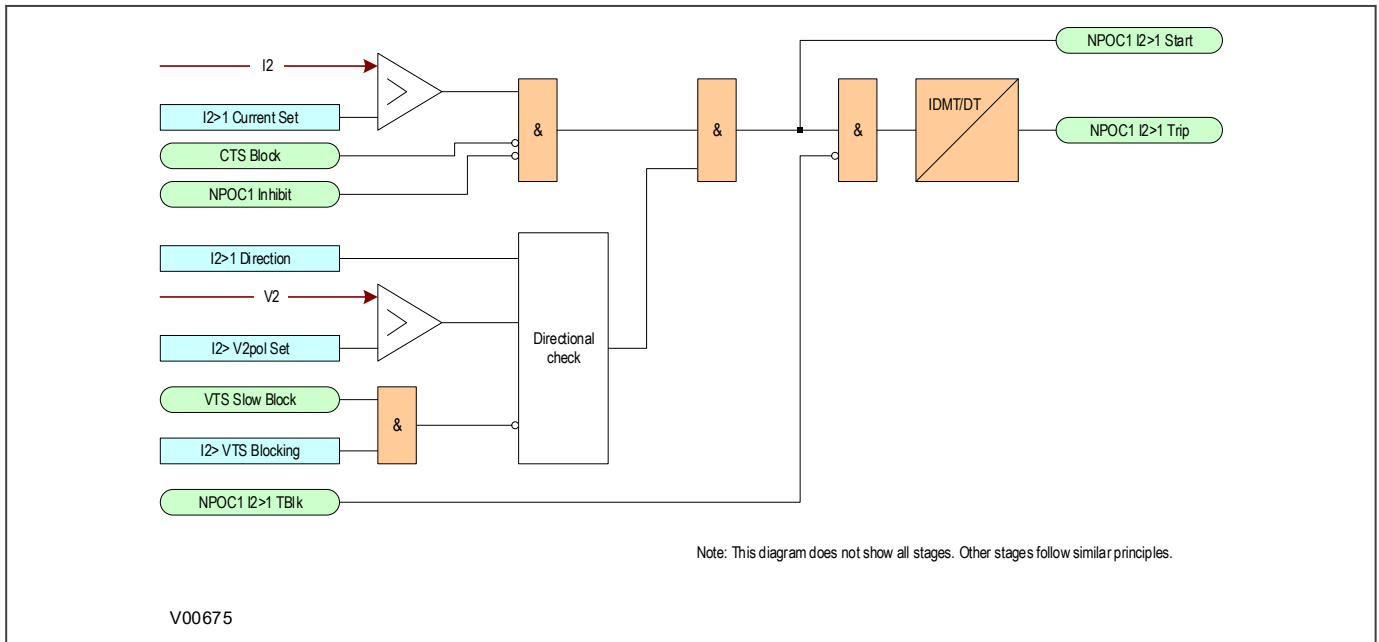 NPOC1 I2>1 Start
I2
I2>1 Current Set
IDMT/DT
&
&
&
NPOC1 I2>1 Trip
CTS Block
NPOC1 Inhibit
I2>1 Direction
V2
I2> V2pol Set
Directional
check
VTS Slow Block
&
I2> VTS Blocking
NPOC1 I2>1 TBlk
Note: This diagram does not show all stages. Other stages follow similar principles.
V00675